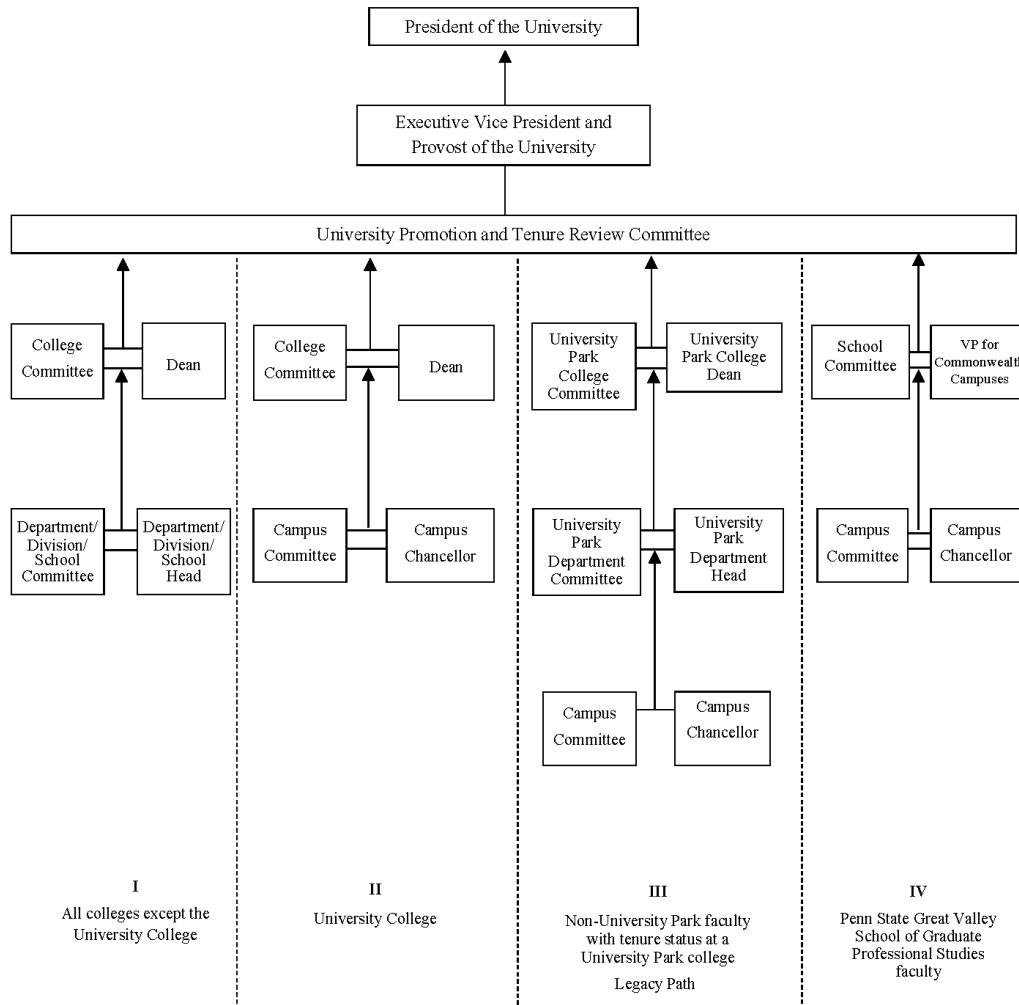 President of the University
Executive Vice President and
Provost of the University
University Promotion and Tenure Review Committee
College
Committee
Dean
College
Committee
Dean
University
Park
College
Committee
University
Park College
Dean
School
Committee
VP for
Commonwealth
Campuses
Department/
Division/
School
Committee
Department/
Division/
School
Head
Campus
Committee
Campus
Chancellor
University
Park
Department
Committee
University
Park
Department
Head
Campus
Committee
Campus
Chancellor
Campus
Committee
Campus
Chancellor
I
All colleges except the
University College
II
University College
III
Non-University Park faculty
with tenure status at a
University Park college
Legacy Path
IV
Penn State Great Valley
School of Graduate
Professional Studies
faculty